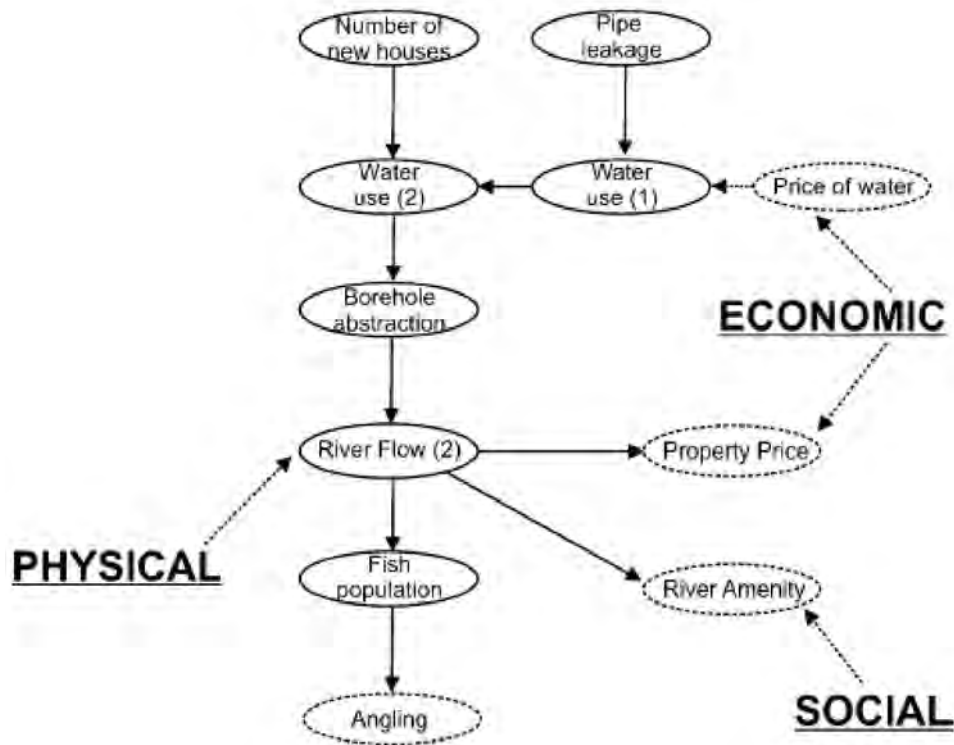 Number of
new houses
Pipe
leakage
Water
use (2)
Water
use (1)
Price of water
Borehole
abstraction
ECONOMIC
River Flow (2)
Property Price
PHYSICAL
Fish
population
River Amenity
Angling
SOCIAL